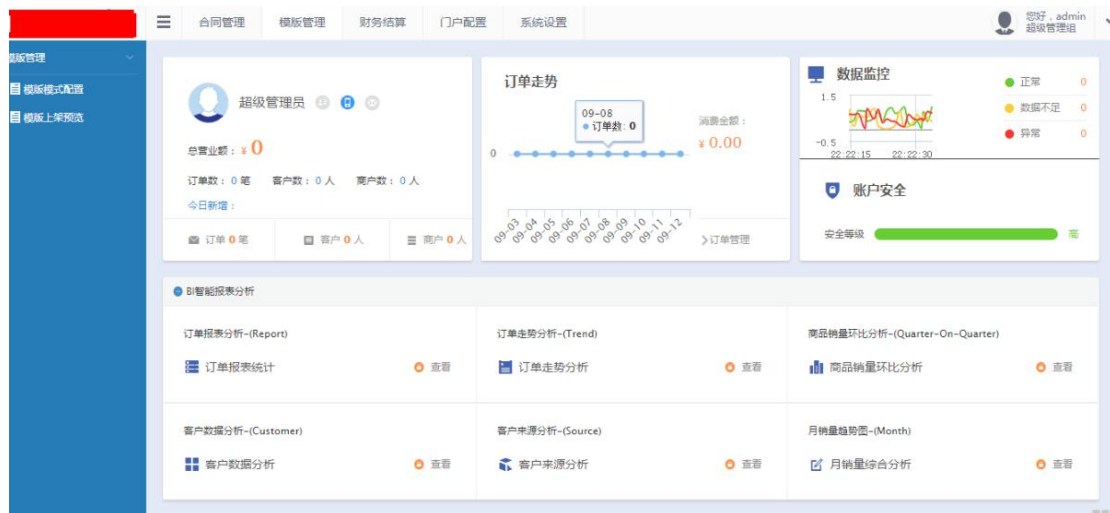 合同管理 模版管理 财务结算 门户配置 系统设置
您好，admin
超级管理组
模版管理
模版模式配置
模版上架预览
超级管理员
总营业额：¥ 0
订单数：0 笔 客户数：0 人 商户数：0 人
今日新增：
订单 0 笔 客户 0 人 商户 0 人
订单走势
09-08
订单数: 0
0
消费金额：
¥ 0.00
09-03 09-04 09-05 09-06 09-07 09-08 09-09 09-10 09-11 09-12
订单管理
数据监控
1.5
-0.5
22:22:15 22:22:30
正常 0
数据不足 0
异常 0
账户安全
安全等级 高
BI智能报表分析
订单报表分析-(Report)
订单报表统计 查看
订单走势分析-(Trend)
订单走势分析 查看
商品销量环比分析-(Quarter-On-Quarter)
商品销量环比分析 查看
客户数据分析-(Customer)
客户数据分析 查看
客户来源分析-(Source)
客户来源分析 查看
月销量趋势图-(Month)
月销量综合分析 查看